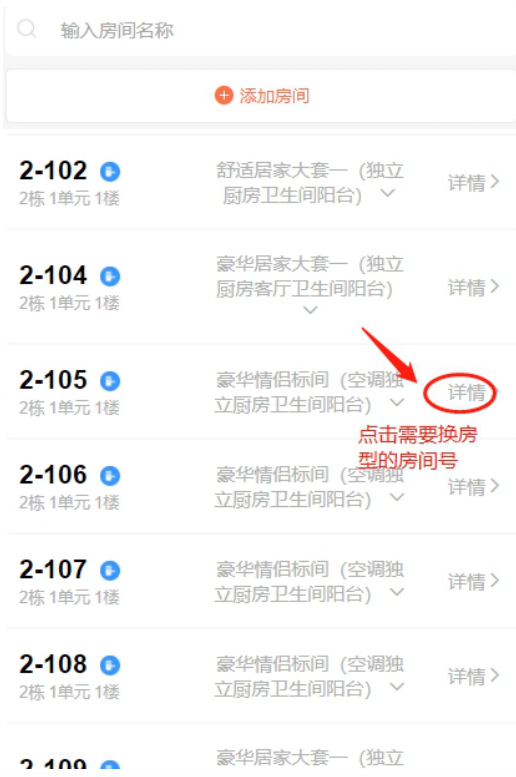 输入房间名称
添加房间
2-102
舒适居家大套一（独立
厨房卫生间阳台）
详情
2栋 1单元 1楼
2-104
豪华居家大套一（独立
厨房客厅卫生间阳台）
详情
2栋 1单元 1楼
2-105
豪华情侣标间（空调独
立厨房卫生间阳台）
详情
2栋 1单元 1楼
点击需要换房
型的房间号
2-106
豪华情侣标间（空调独
立厨房卫生间阳台）
详情
2栋 1单元 1楼
2-107
豪华情侣标间（空调独
立厨房卫生间阳台）
详情
2栋 1单元 1楼
2-108
豪华情侣标间（空调独
立厨房卫生间阳台）
详情
2栋 1单元 1楼
2-109
豪华居家大套一（独立